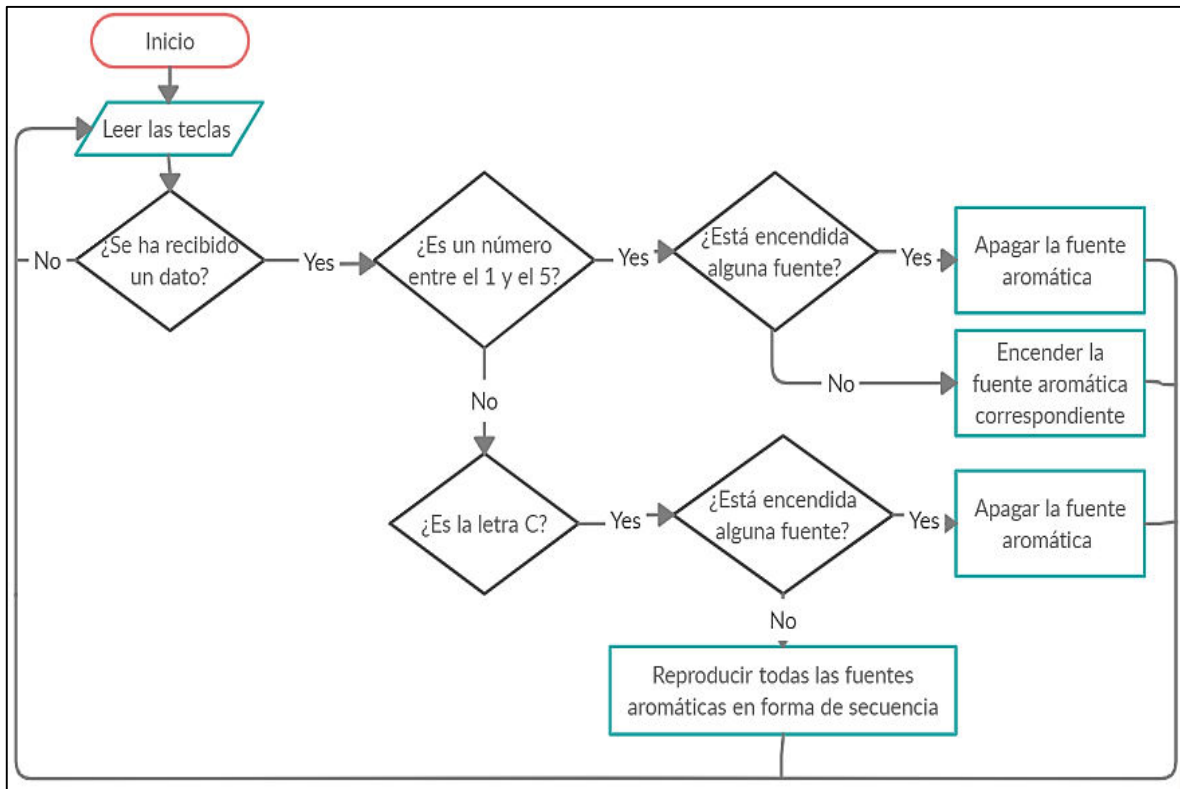 Inicio
Leer las teclas
¿Se ha recibido
un dato?
No
Yes
¿Es un número
entre el 1 y el 5?
Yes
¿Está encendida
alguna fuente?
Yes
Apagar la fuente
aromática
No
Encender la
fuente aromática
correspondiente
No
¿Es la letra C?
Yes
¿Está encendida
alguna fuente?
Yes
Apagar la fuente
aromática
No
Reproducir todas las fuentes
aromáticas en forma de secuencia